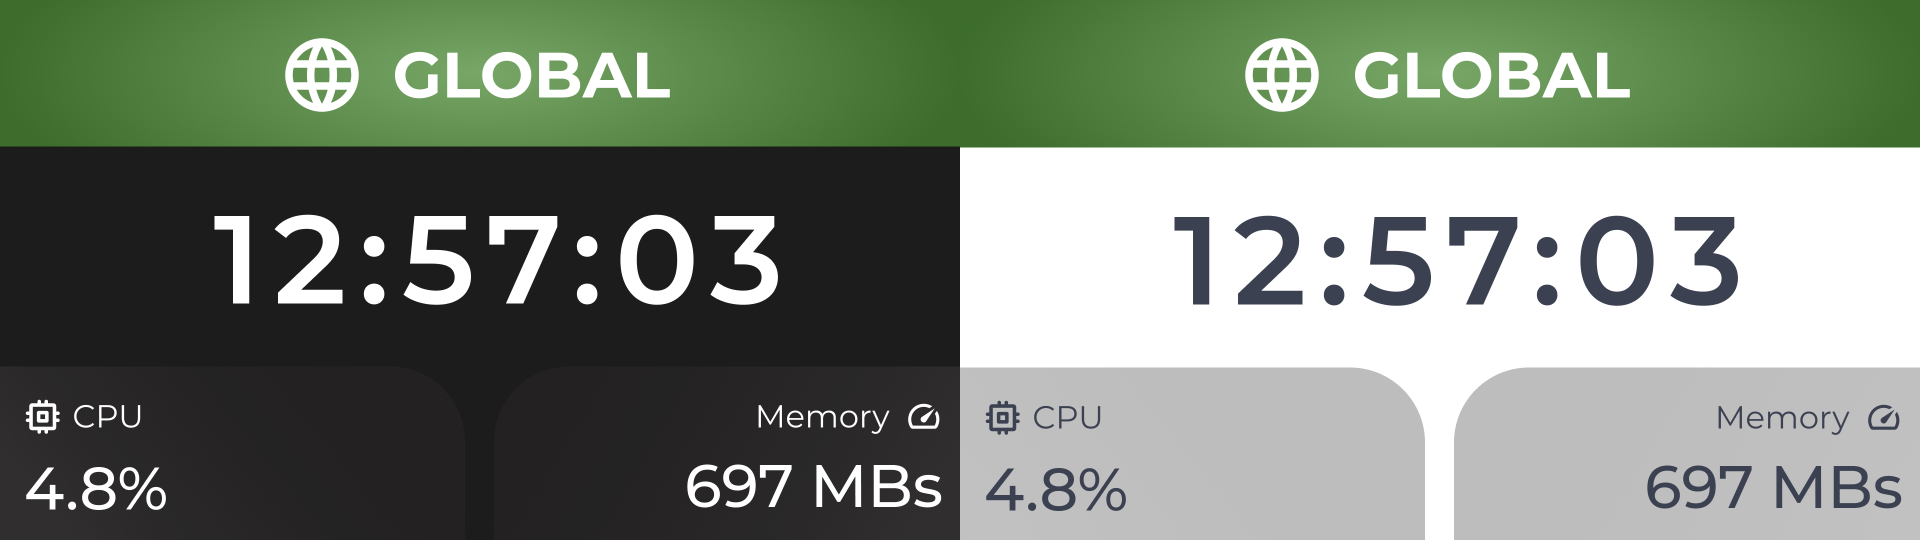 GLOBAL
12:57:03
CPU
4.8%
Memory
697 MBs
GLOBAL
12:57:03
CPU
4.8%
Memory
697 MBs